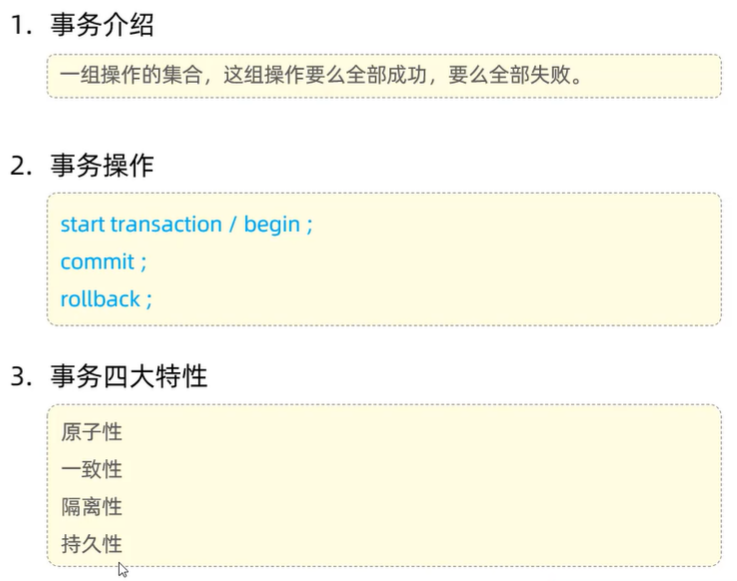 1. 事务介绍
一组操作的集合，这组操作要么全部成功，要么全部失败。
2. 事务操作
start transaction / begin ;
commit ;
rollback ;
3. 事务四大特性
原子性
一致性
隔离性
持久性